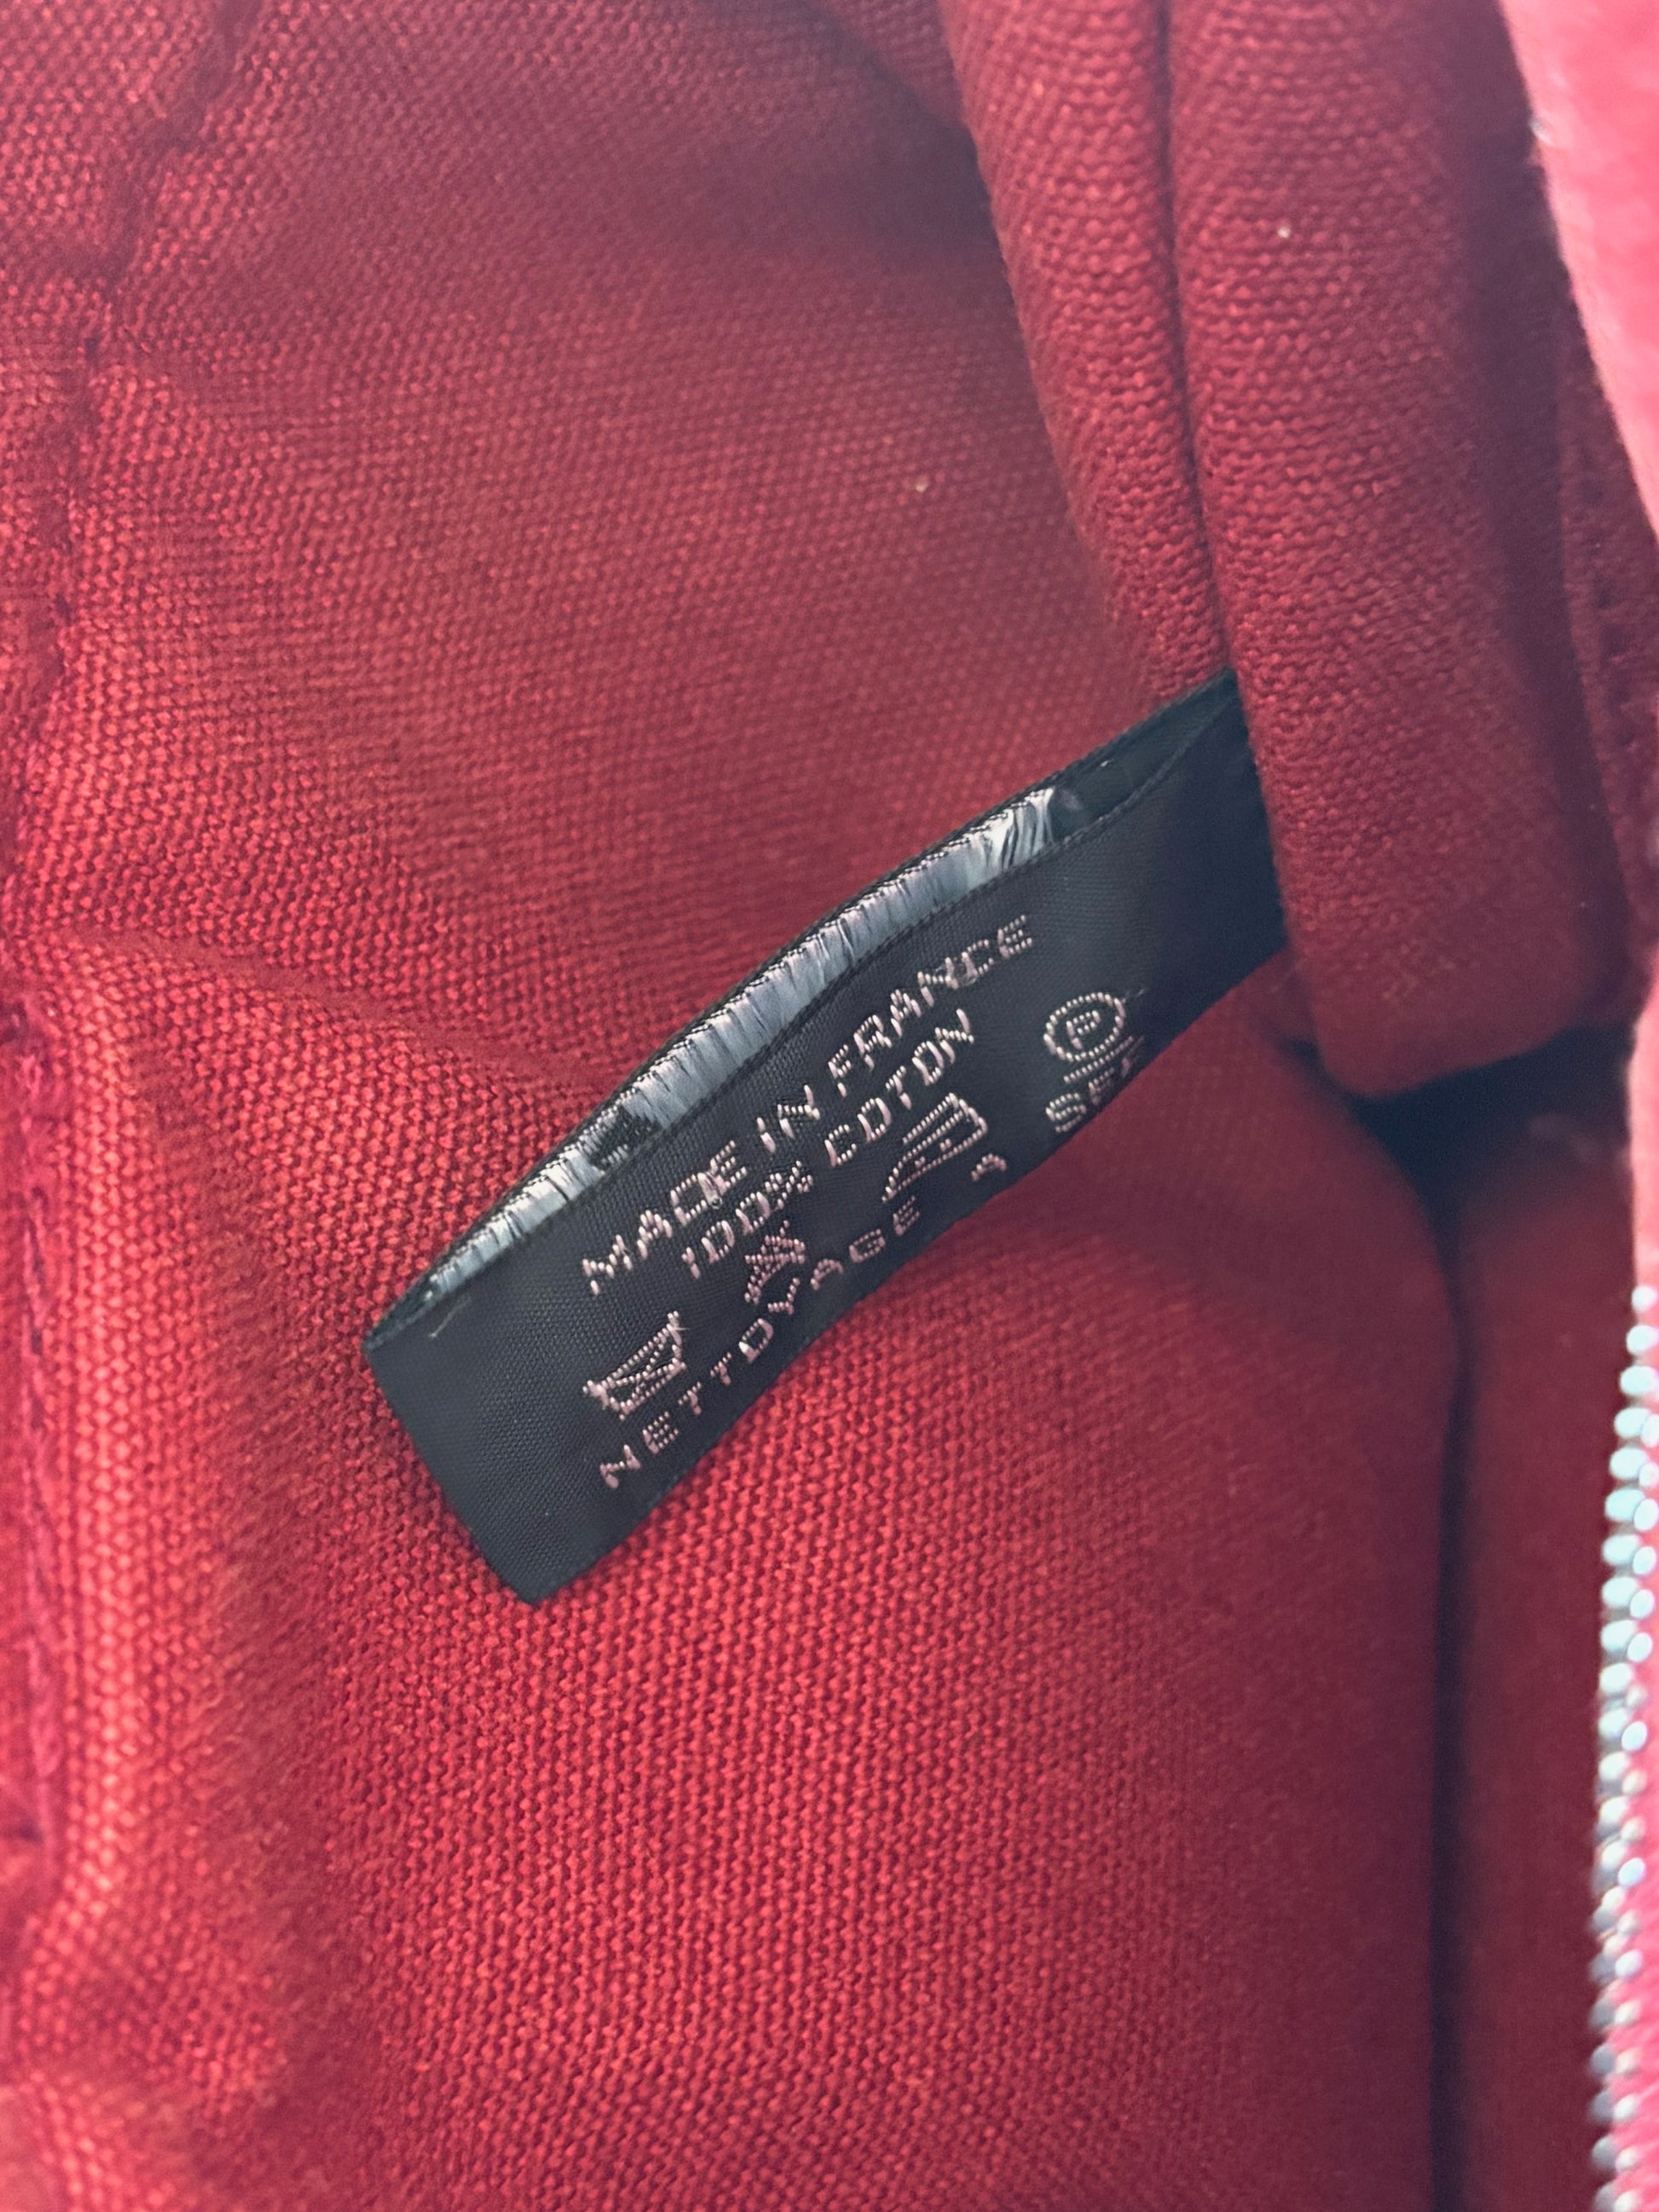 MADE IN FRANCE
100% COTON
P
NETTOYAGE
SEC